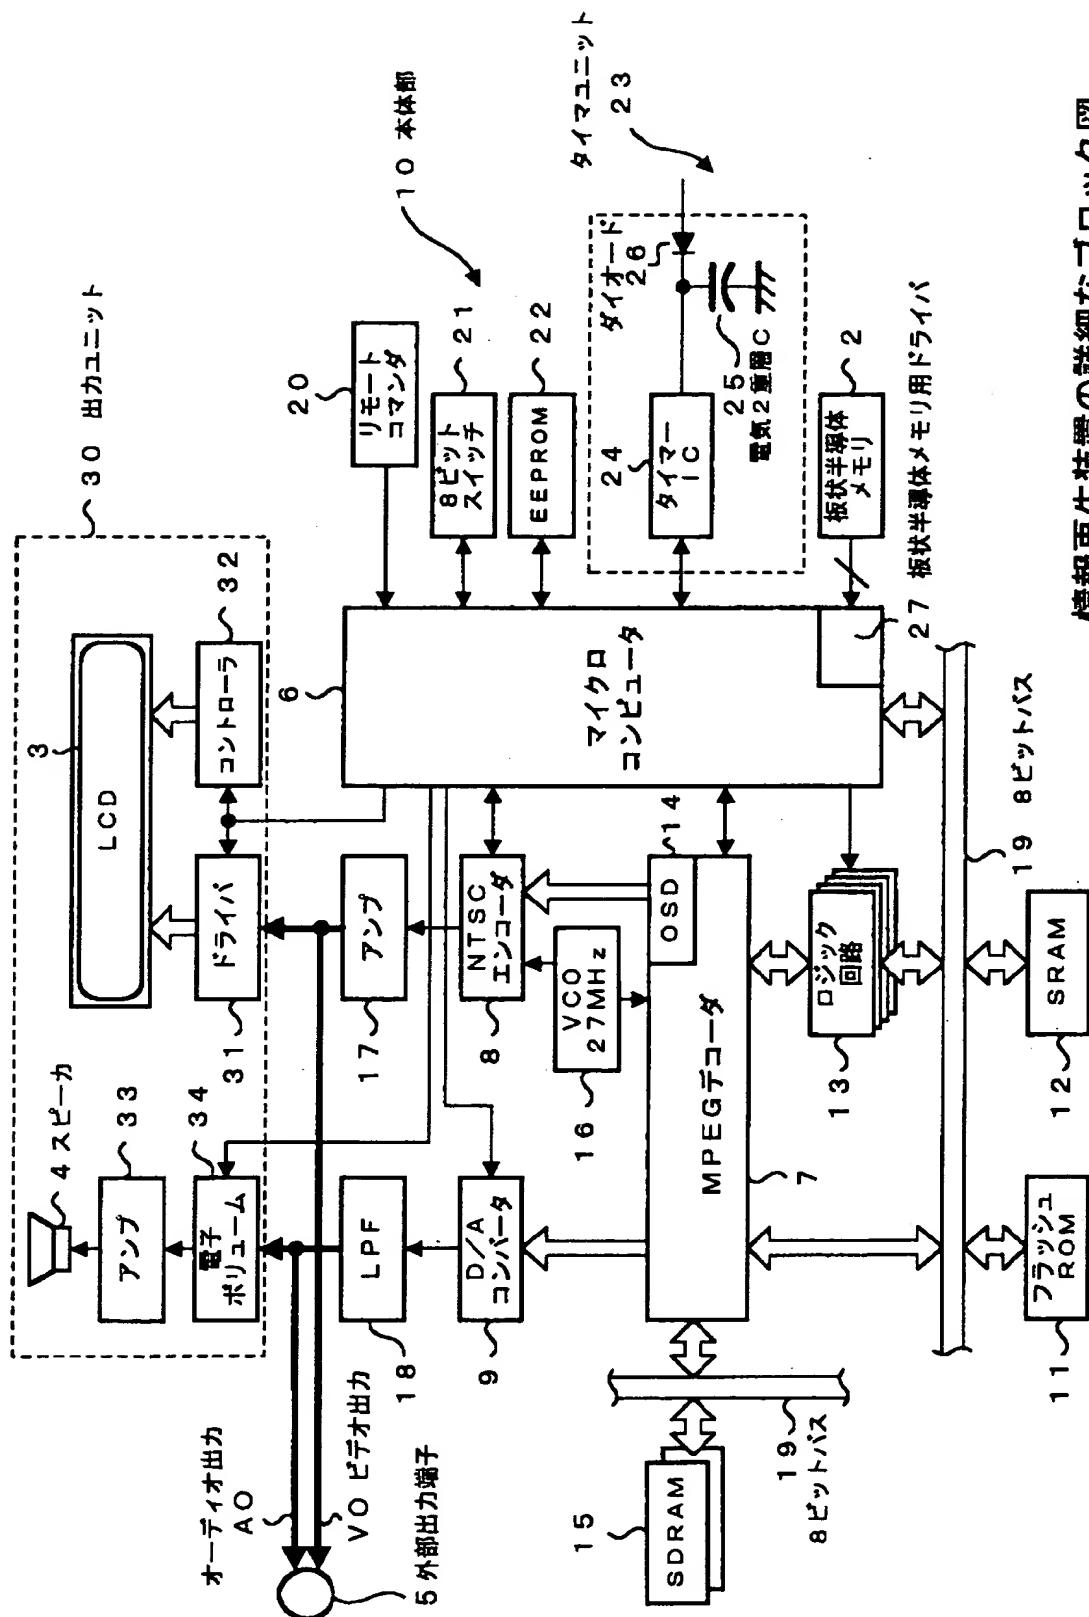 30 出力ユニット
4 スピーカ
3
LCD
33
アンプ
34
電子
ボリューム
31
ドライバ
32
コントローラ
オーディオ出力
AO
VO ビデオ出力
5 外部出力端子
18
LPF
17
アンプ
9
D/A
コンバータ
8
NTSC
エンコーダ
16
VCO
27MHz
14
OSD
MPEGデコーダ
7
6
マイクロ
コンピュータ
10 本体部
20
リモート
コマンダ
8ビット
スイッチ
21
EEPROM
22
タイマユニット
23
ダイオード
26
24
タイマー
IC
25
電気2重層C
板状半導体
メモリ
2
27 板状半導体メモリ用ドライバ
13
ロジック
回路
15
SDRAM
19
8ビットバス
19 8ビットバス
11
フラッシュ
ROM
12
SRAM
情報再生装置の詳細なブロック図